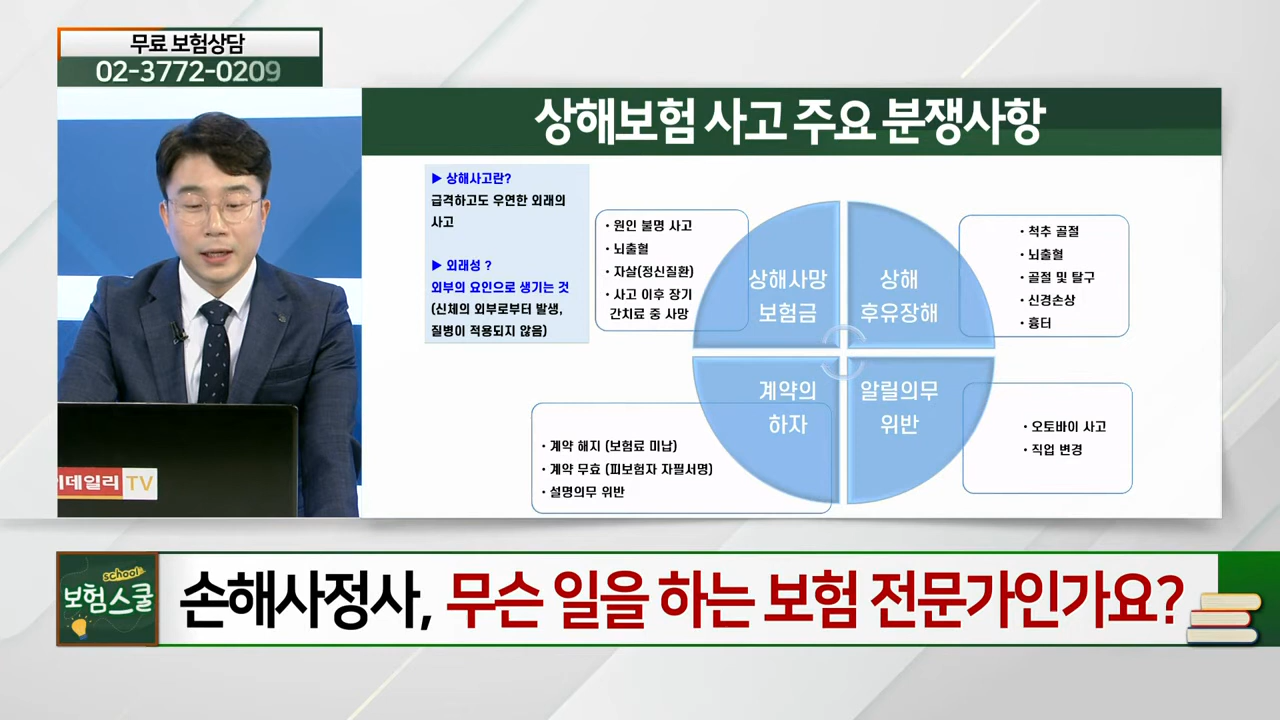 무료 보험상담
02-3772-0209
상해보험 사고 주요 분쟁사항
▶ 상해사고란?
급격하고도 우연한 외래의
사고
▶ 외래성 ?
외부의 요인으로 생기는 것
(신체의 외부로부터 발생,
질병이 적용되지 않음)
· 원인 불명 사고
· 뇌출혈
· 자살(정신질환)
· 사고 이후 장기
간치료 중 사망
상해사망
보험금
상해
후유장해
· 척추 골절
· 뇌출혈
· 골절 및 탈구
· 신경손상
· 흉터
계약의
하자
알릴의무
위반
· 계약 해지 (보험료 미납)
· 계약 무효 (피보험자 자필서명)
· 설명의무 위반
· 오토바이 사고
· 직업 변경
이데일리 TV
school
보험스쿨
손해사정사, 무슨 일을 하는 보험 전문가인가요?